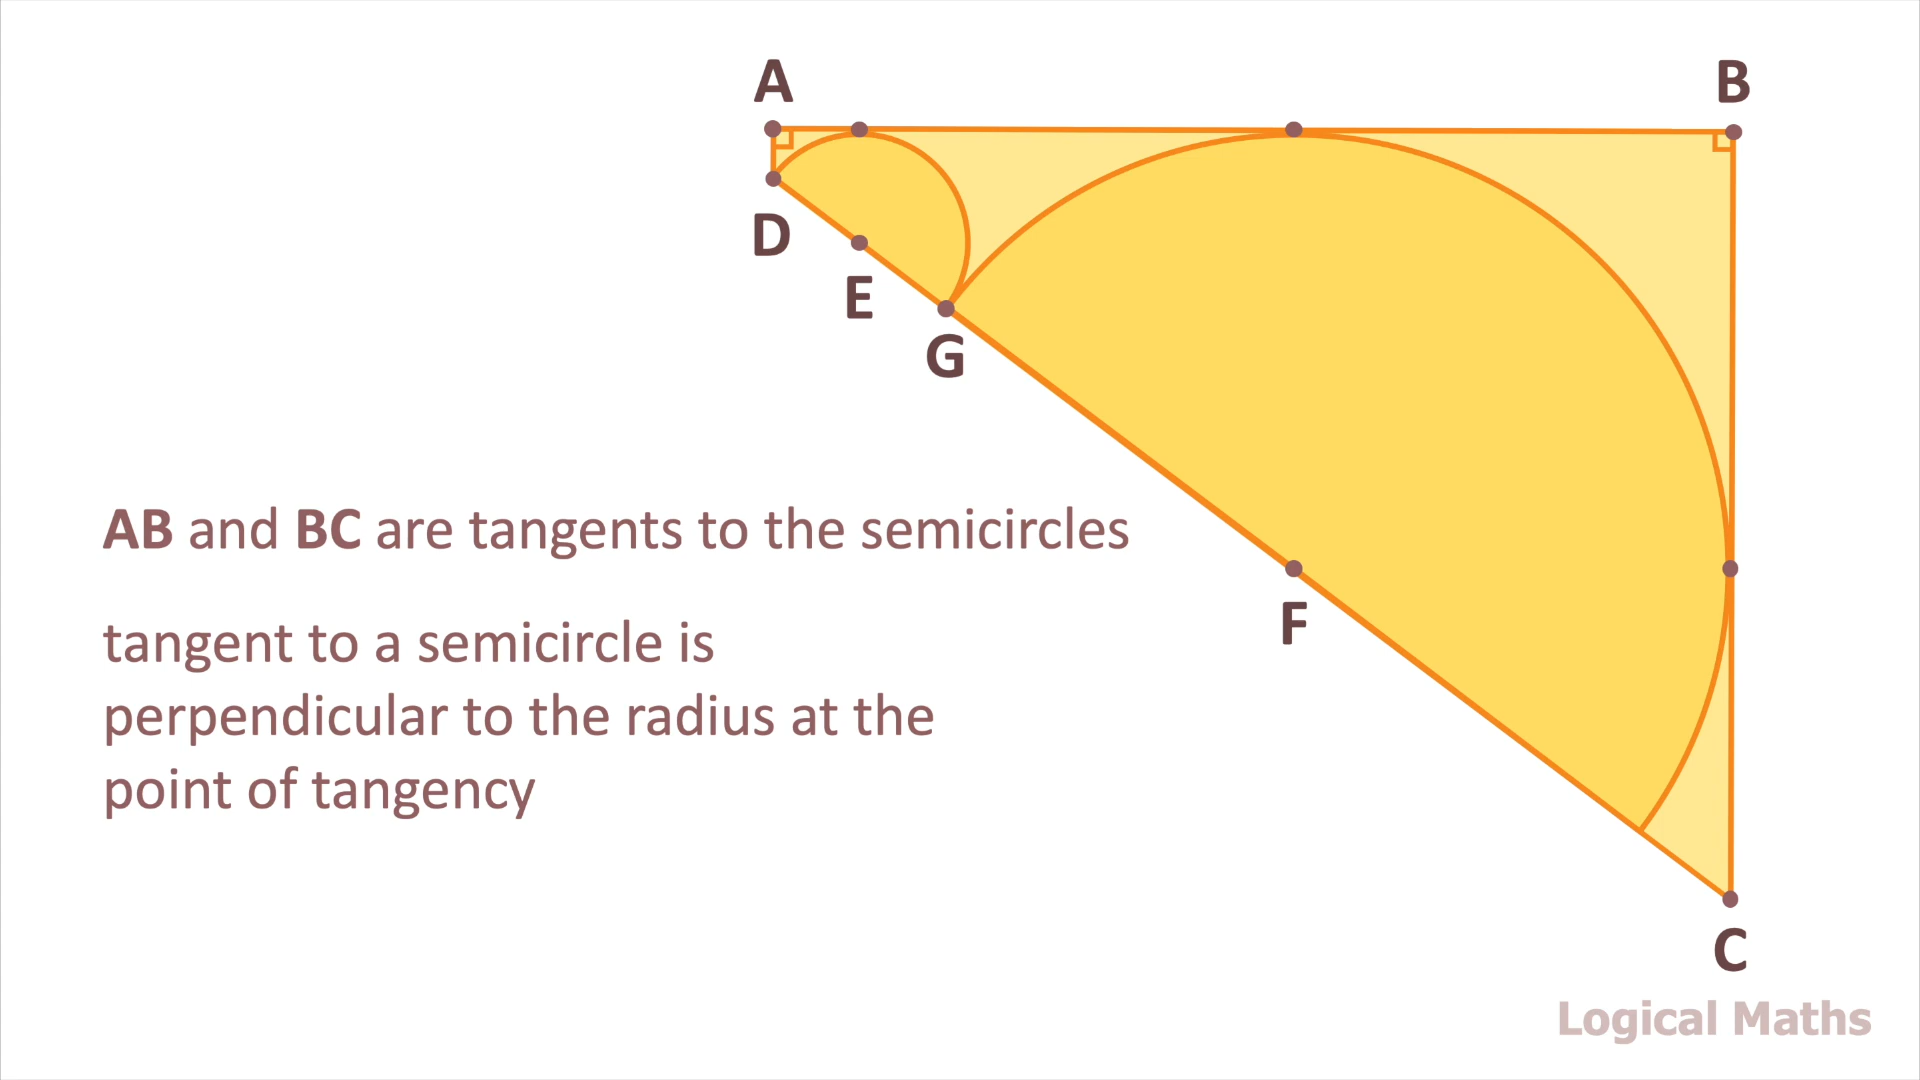 A
B
D
E
G
AB and BC are tangents to the semicircles
F
tangent to a semicircle is
perpendicular to the radius at the
point of tangency
C
Logical Maths